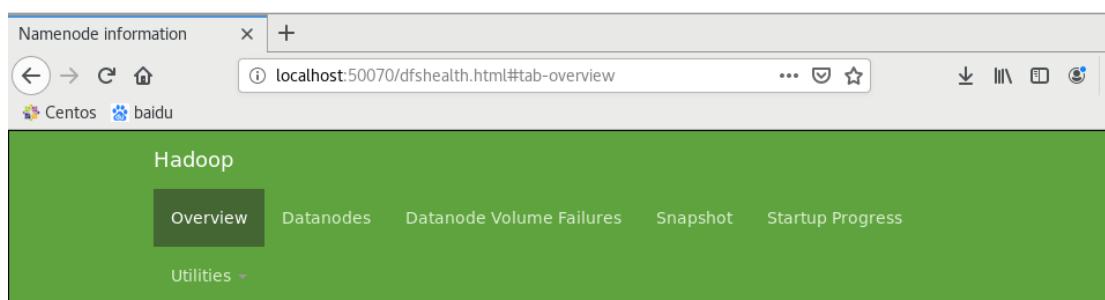 Namenode information
localhost:50070/dfshealth.html#tab-overview
Centos baidu
Hadoop
Overview Datanodes Datanode Volume Failures Snapshot Startup Progress
Utilities